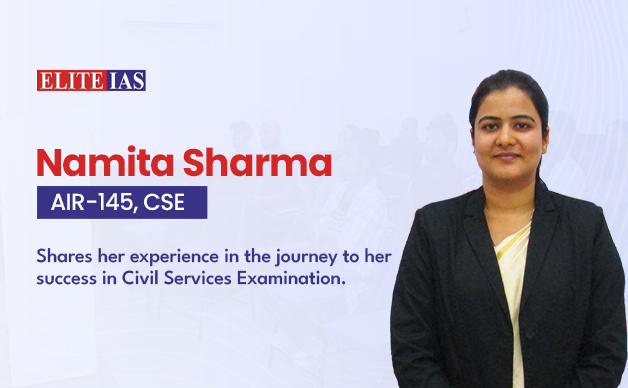 ELITE IAS
Namita Sharma
AIR-145, CSE
Shares her experience in the journey to her
success in Civil Services Examination.